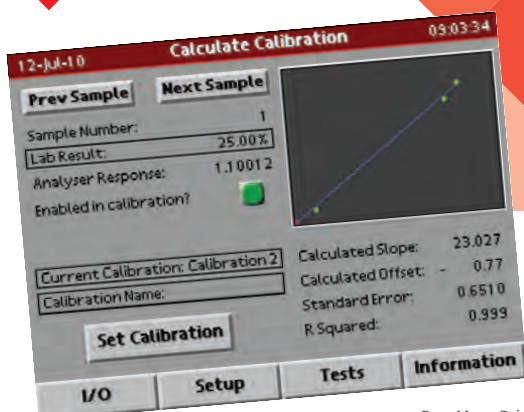 12-Jul-10 Calculate Calibration 09:03:34
Prev Sample Next Sample
Sample Number: 1
Lab Result: 25.00%
Analyser Response: 1.10012
Enabled in calibration?
Current Calibration: Calibration 2
Calibration Name:
Set Calibration
Calculated Slope: 23.027
Calculated Offset: - 0.77
Standard Error: 0.6510
R Squared: 0.999
I/O Setup Tests Information